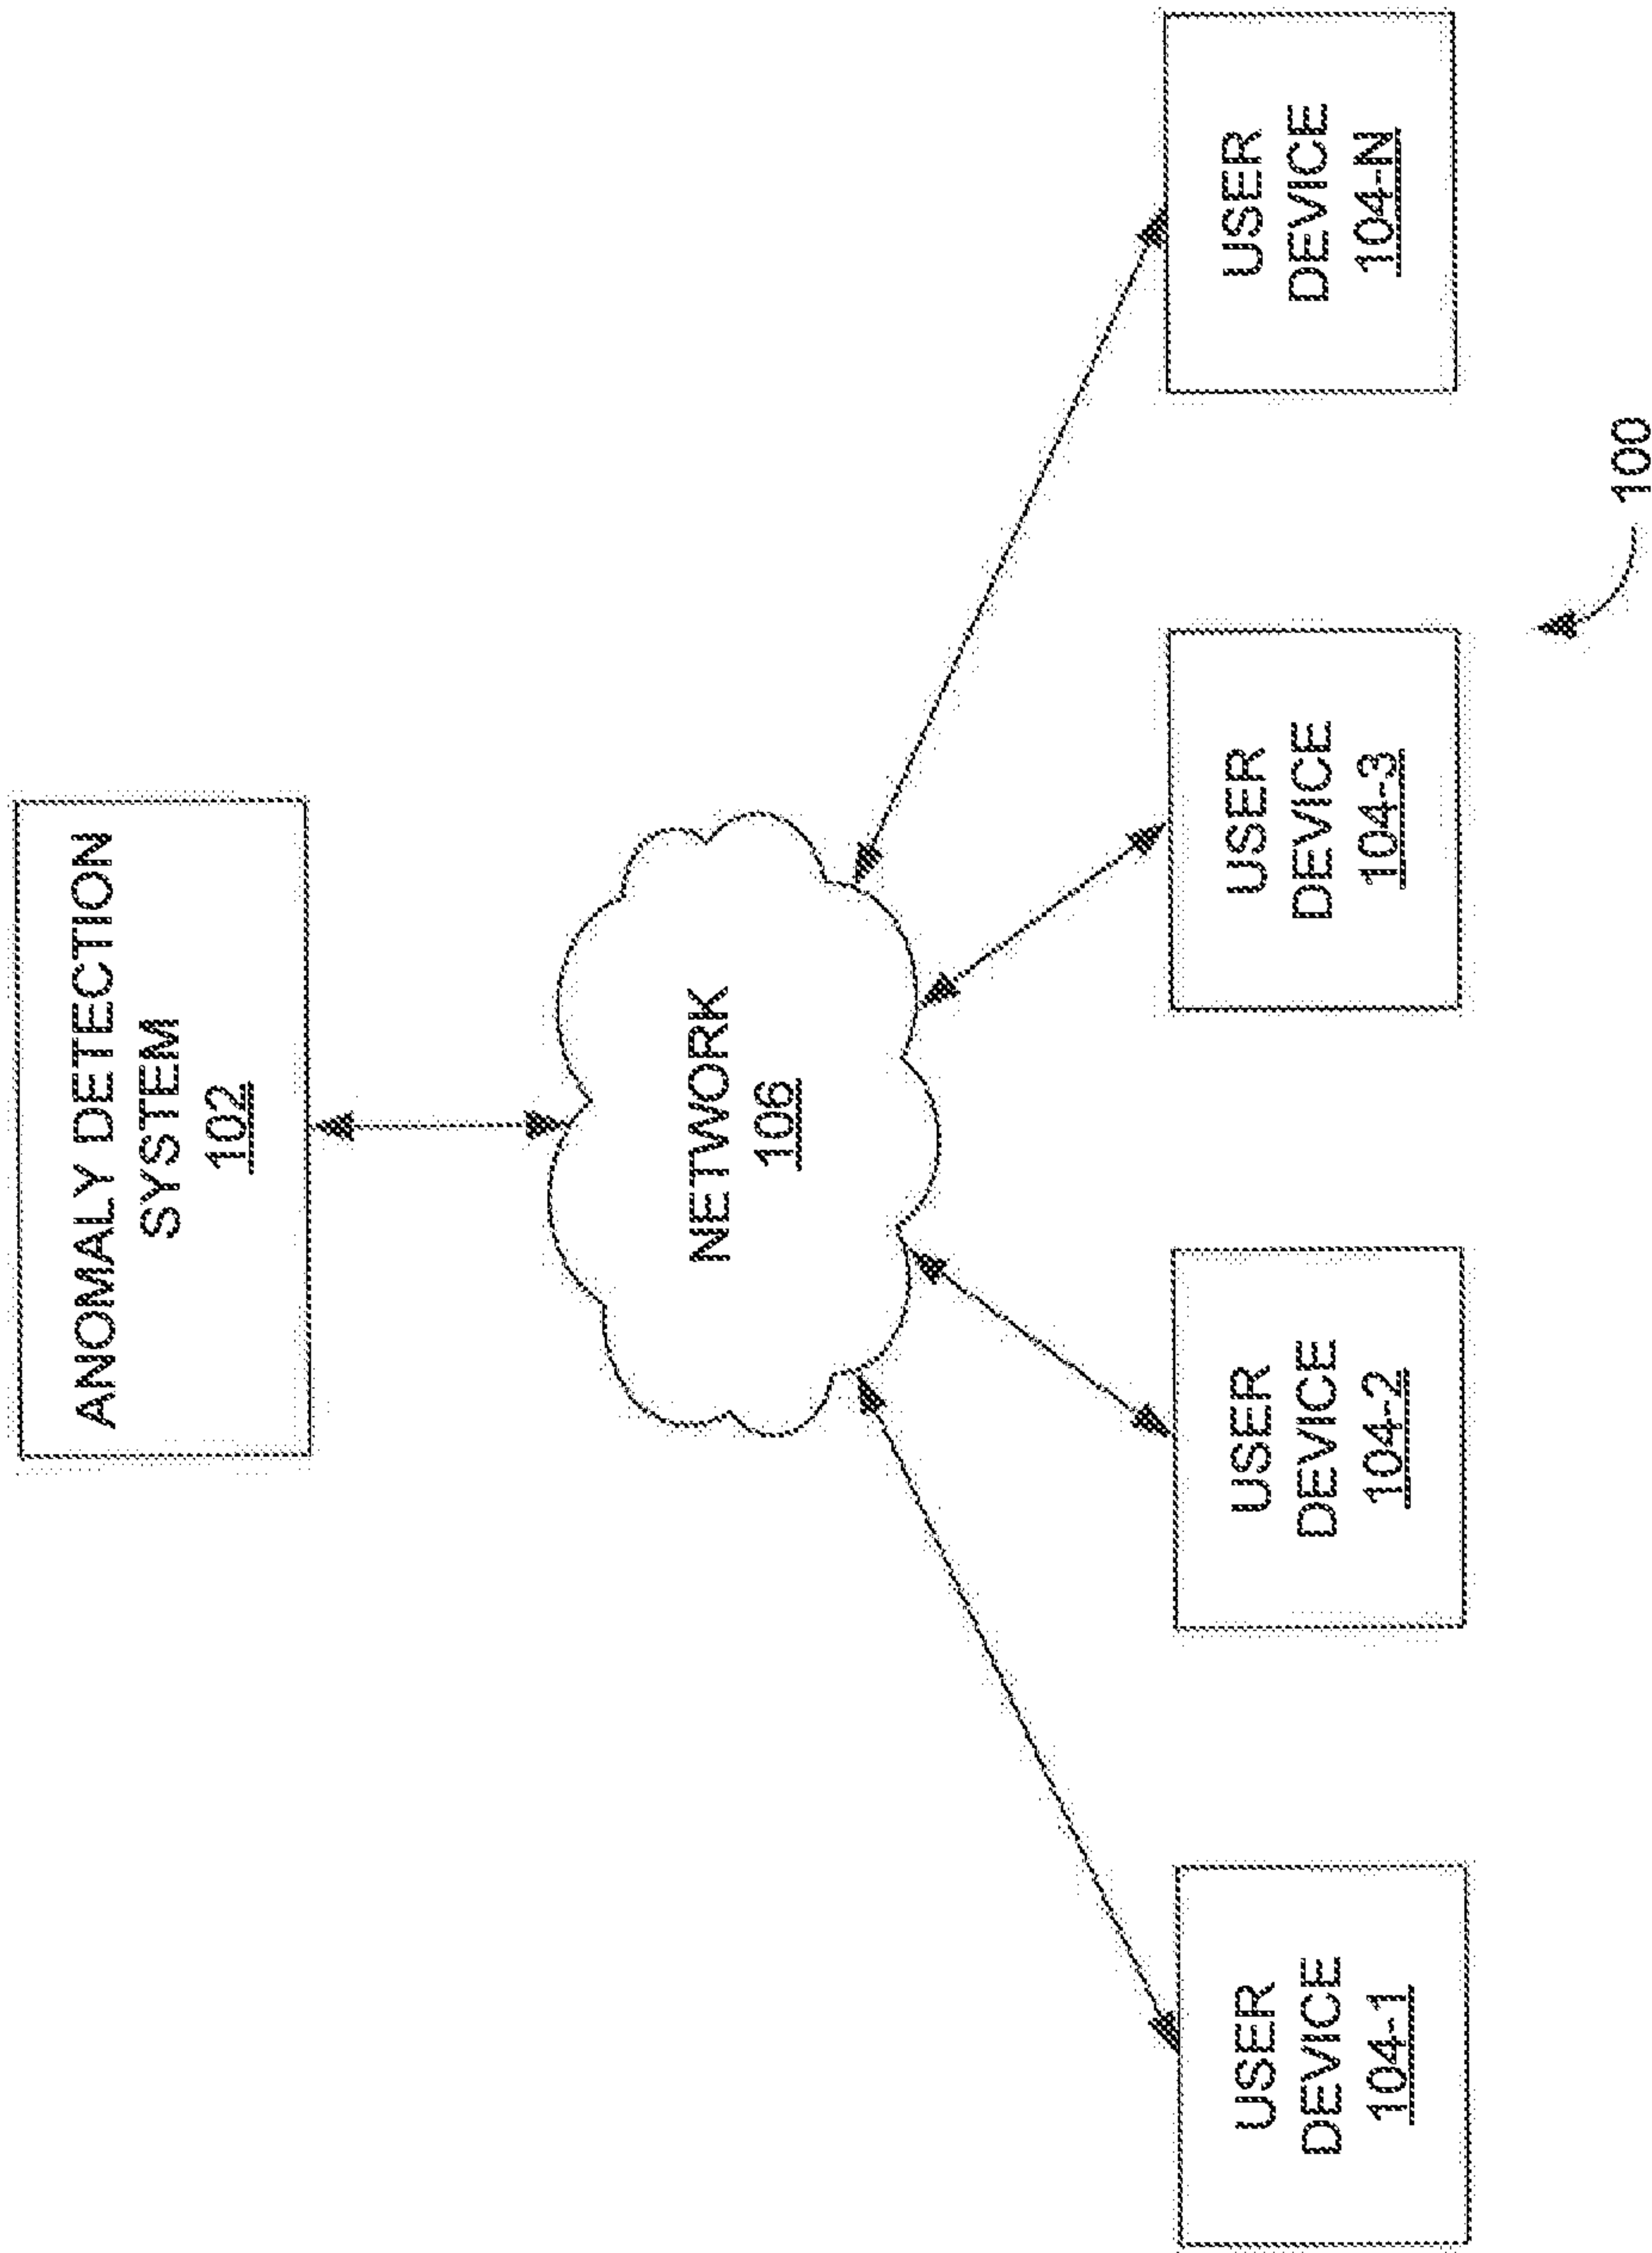 ANOMALY DETECTION
SYSTEM
102
NETWORK
106
USER
DEVICE
104-1
USER
DEVICE
104-2
USER
DEVICE
104-3
USER
DEVICE
104-N
100